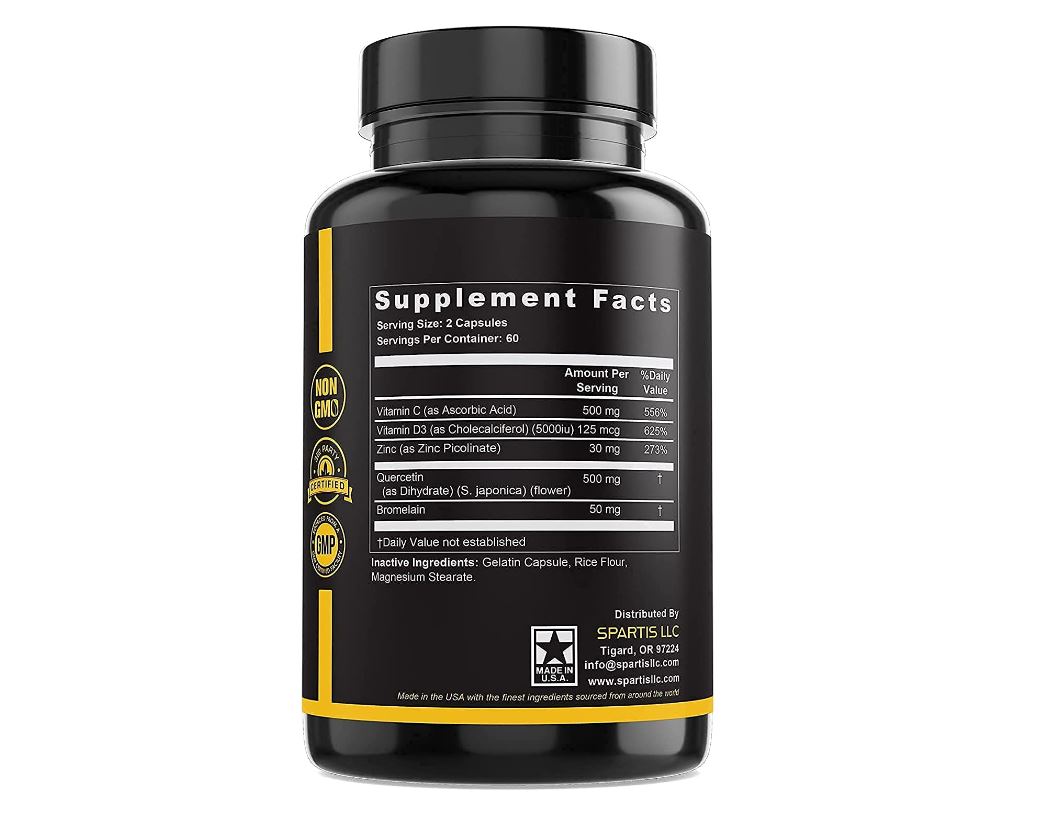 Supplement Facts
Serving Size: 2 Capsules
Servings Per Container: 60
Amount Per Serving %Daily Value
Vitamin C (as Ascorbic Acid) 500 mg 556%
Vitamin D3 (as Cholecalciferol) (5000iu) 125 mcg 625%
Zinc (as Zinc Picolinate) 30 mg 273%
Quercetin 500 mg †
(as Dihydrate) (S. japonica) (flower)
Bromelain 50 mg †
†Daily Value not established
Inactive Ingredients: Gelatin Capsule, Rice Flour,
Magnesium Stearate.
NON
GMO
PARTY
CERTIFIED
GMP
Distributed By
SPARTIS LLC
Tigard, OR 97224
info@spartisllc.com
www.spartisllc.com
MADE IN
U.S.A.
Made in the USA with the finest ingredients sourced from around the world